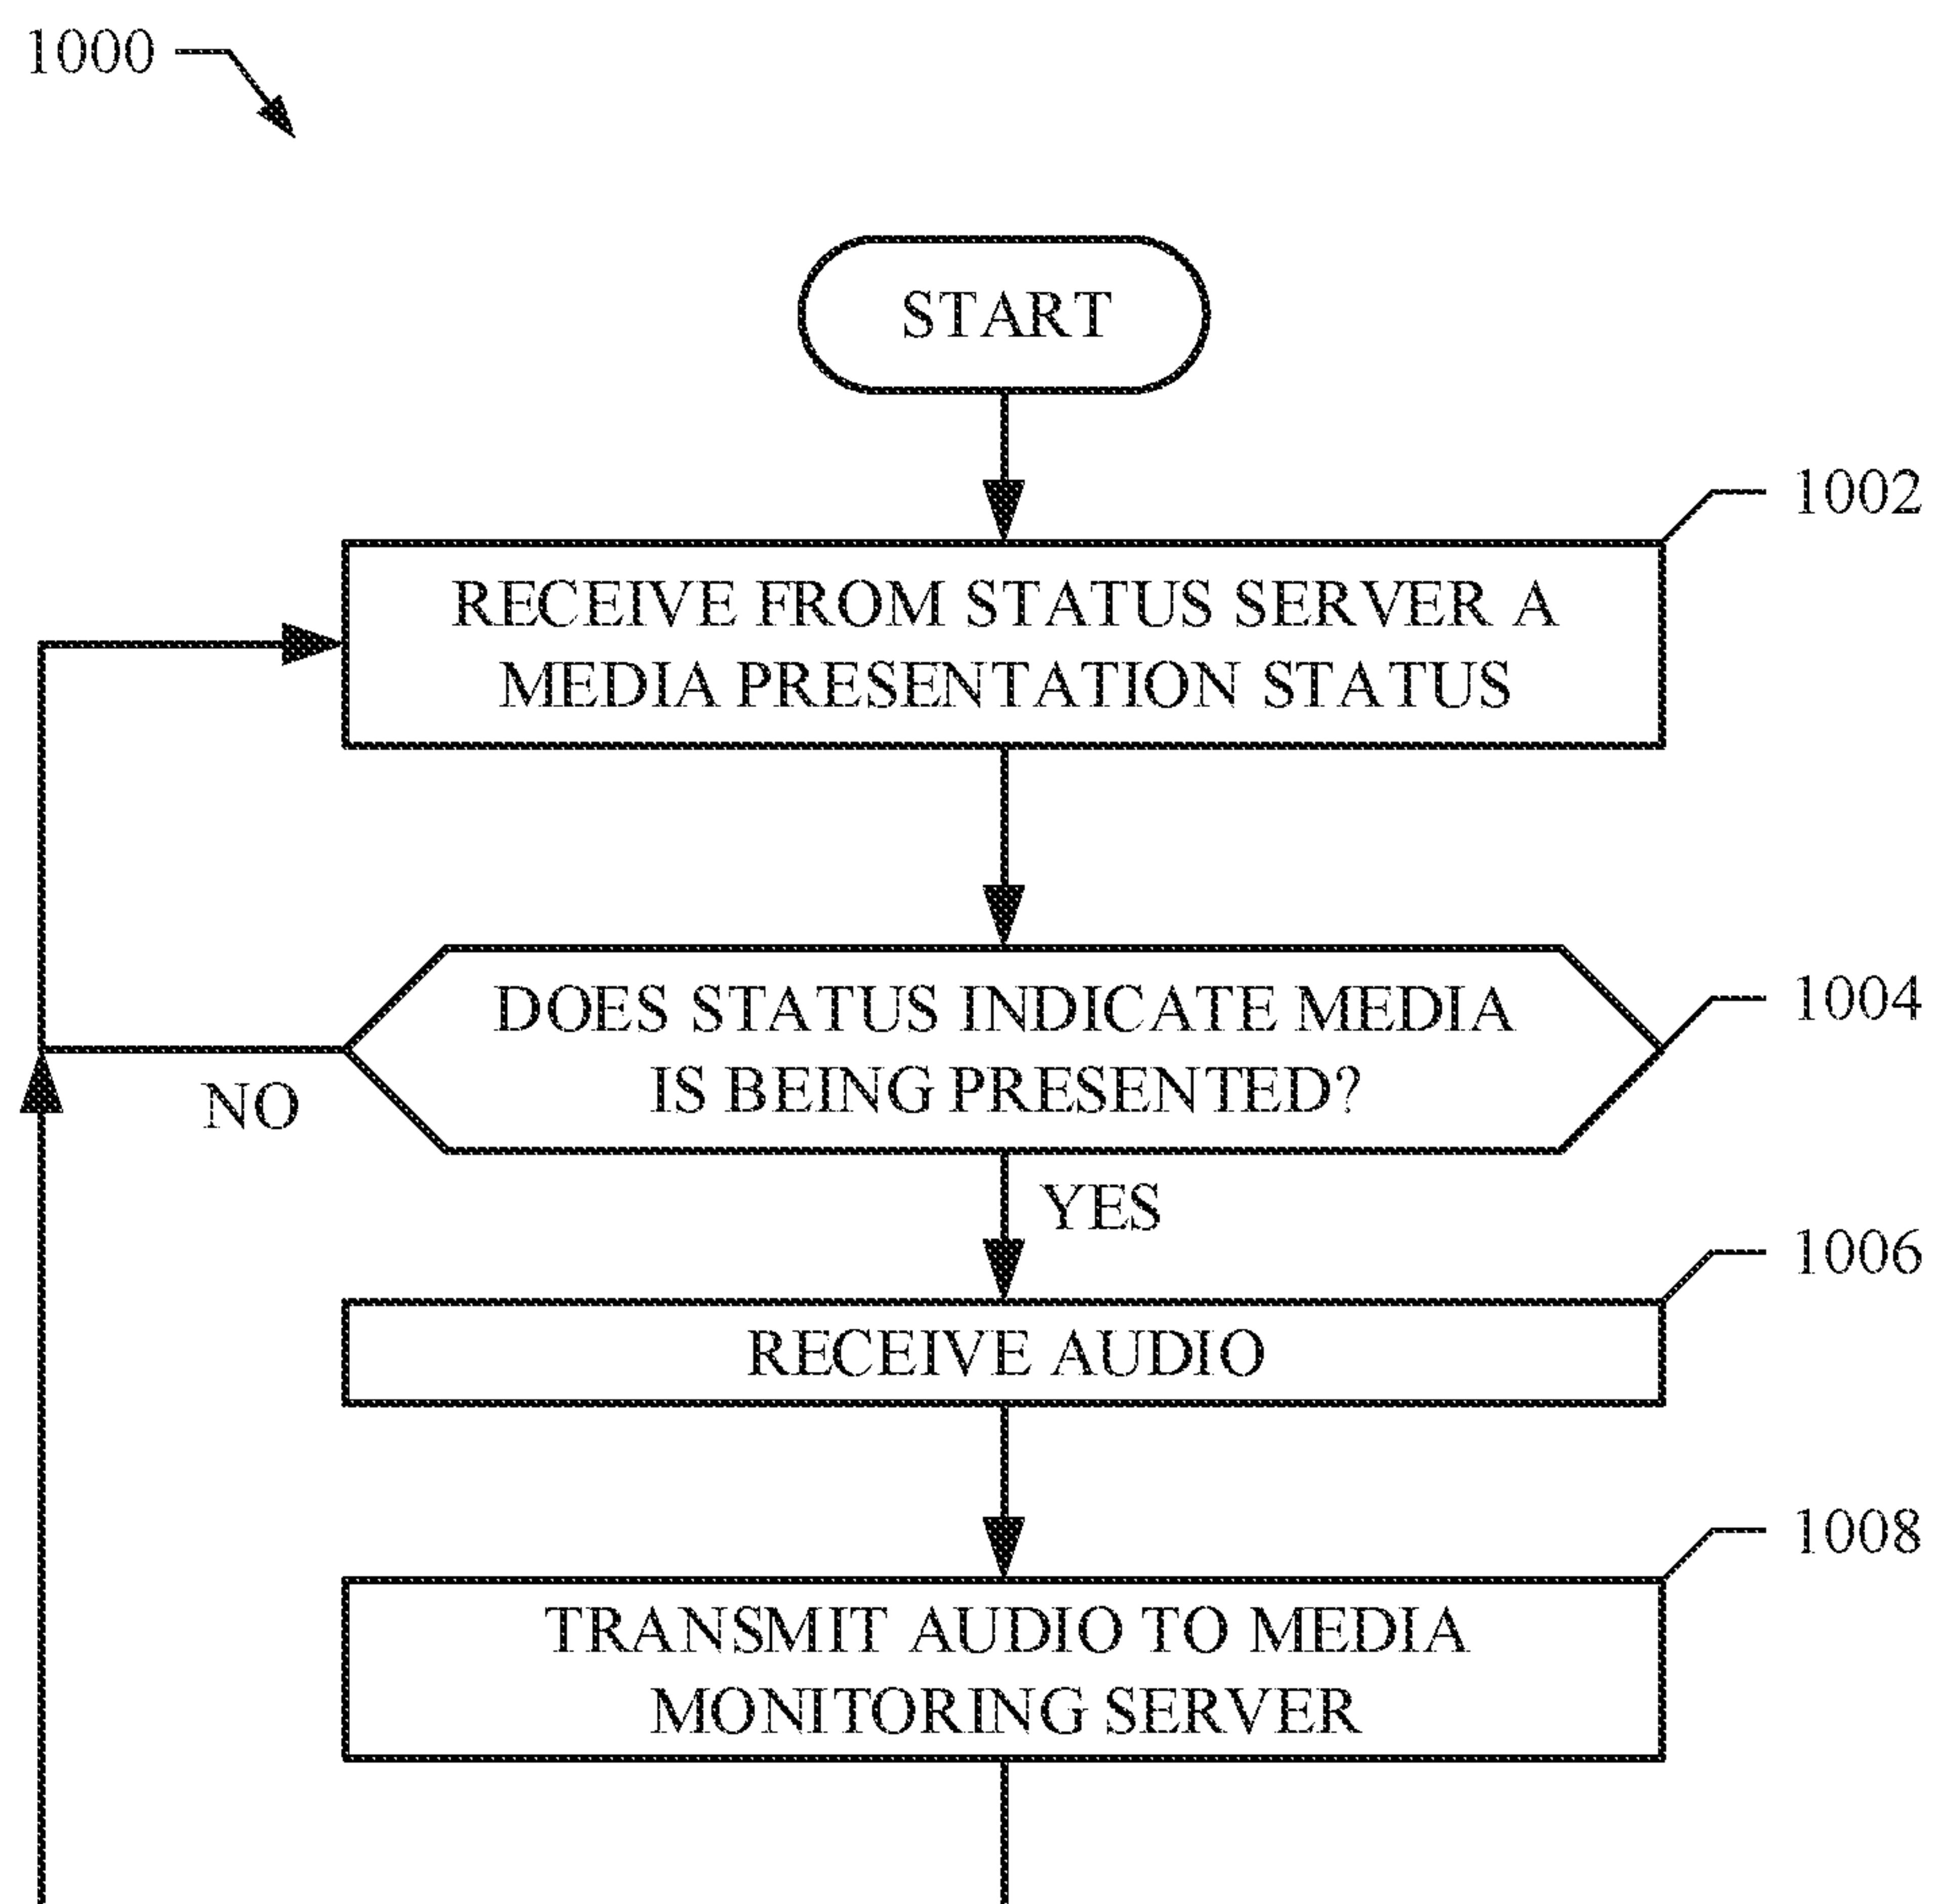 1000
START
1002
RECEIVE FROM STATUS SERVER A
MEDIA PRESENTATION STATUS
1004
DOES STATUS INDICATE MEDIA
IS BEING PRESENTED?
NO
YES
1006
RECEIVE AUDIO
1008
TRANSMIT AUDIO TO MEDIA
MONITORING SERVER